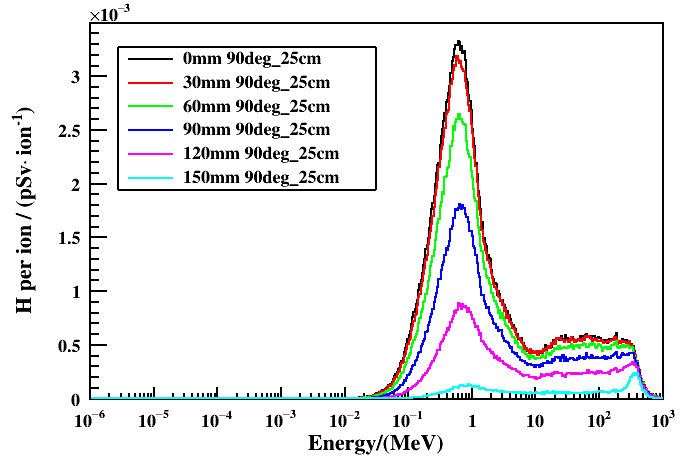 ×10⁻³
0mm 90deg_25cm
30mm 90deg_25cm
60mm 90deg_25cm
90mm 90deg_25cm
120mm 90deg_25cm
150mm 90deg_25cm
3
2.5
2
1.5
1
0.5
0
H per ion / (pSv· ion⁻¹)
10⁻⁶ 10⁻⁵ 10⁻⁴ 10⁻³ 10⁻² 10⁻¹ 1 10 10² 10³
Energy/(MeV)